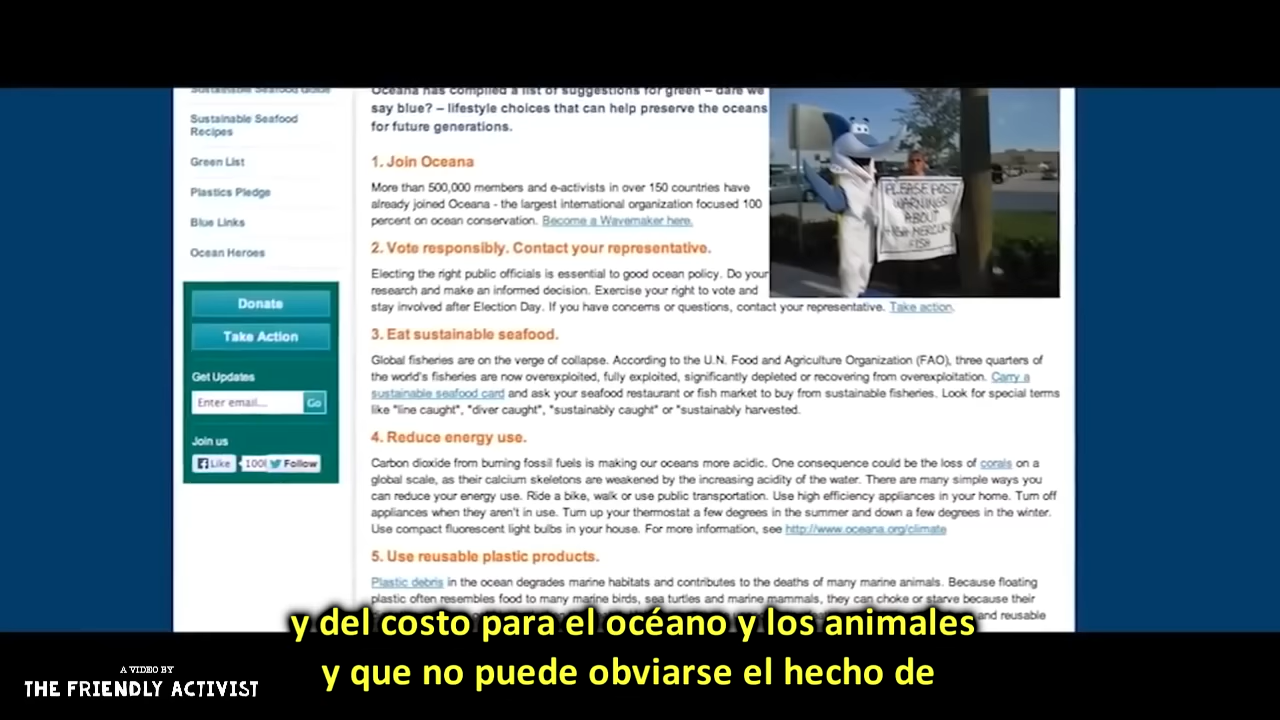 Sustainable Seafood Guide
Sustainable Seafood
Recipes
Green List
Plastics Pledge
Blue Links
Ocean Heroes
Donate
Take Action
Get Updates
Enter email... Go
Join us
Like 100 Follow
Oceana has compiled a list of suggestions for green – dare we
say blue? – lifestyle choices that can help preserve the oceans
for future generations.
1. Join Oceana
More than 500,000 members and e-activists in over 150 countries have
already joined Oceana - the largest international organization focused 100
percent on ocean conservation. Become a Wavemaker here.
2. Vote responsibly. Contact your representative.
Electing the right public officials is essential to good ocean policy. Do your
research and make an informed decision. Exercise your right to vote and
stay involved after Election Day. If you have concerns or questions, contact your representative. Take action.
3. Eat sustainable seafood.
Global fisheries are on the verge of collapse. According to the U.N. Food and Agriculture Organization (FAO), three quarters of
the world's fisheries are now overexploited, fully exploited, significantly depleted or recovering from overexploitation. Carry a
sustainable seafood card and ask your seafood restaurant or fish market to buy from sustainable fisheries. Look for special terms
like "line caught", "diver caught", "sustainably caught" or "sustainably harvested.
4. Reduce energy use.
Carbon dioxide from burning fossil fuels is making our oceans more acidic. One consequence could be the loss of corals on a
global scale, as their calcium skeletons are weakened by the increasing acidity of the water. There are many simple ways you
can reduce your energy use. Ride a bike, walk or use public transportation. Use high efficiency appliances in your home. Turn off
appliances when they aren't in use. Turn up your thermostat a few degrees in the summer and down a few degrees in the winter.
Use compact fluorescent light bulbs in your house. For more information, see http://www.oceana.org/climate
5. Use reusable plastic products.
Plastic debris in the ocean degrades marine habitats and contributes to the deaths of many marine animals. Because floating
plastic often resembles food to many marine birds, sea turtles and marine mammals, they can choke or starve because their
and reusable
PLEASE POST
WARNINGS
ABOUT
HIGH MERCURY
FISH
y del costo para el océano y los animales
y que no puede obviarse el hecho de
A VIDEO BY
THE FRIENDLY ACTIVIST